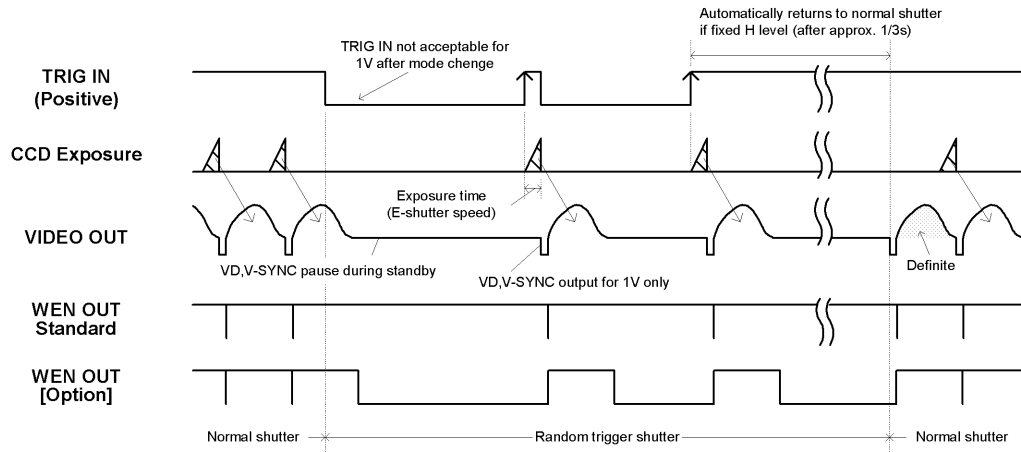 Automatically returns to normal shutter
if fixed H level (after approx. 1/3s)
TRIG IN not acceptable for
1V after mode chenge
TRIG IN
(Positive)
CCD Exposure
Exposure time
(E-shutter speed)
VIDEO OUT
VD,V-SYNC pause during standby
VD,V-SYNC output for 1V only
Definite
WEN OUT
Standard
WEN OUT
[Option]
Normal shutter
Random trigger shutter
Normal shutter